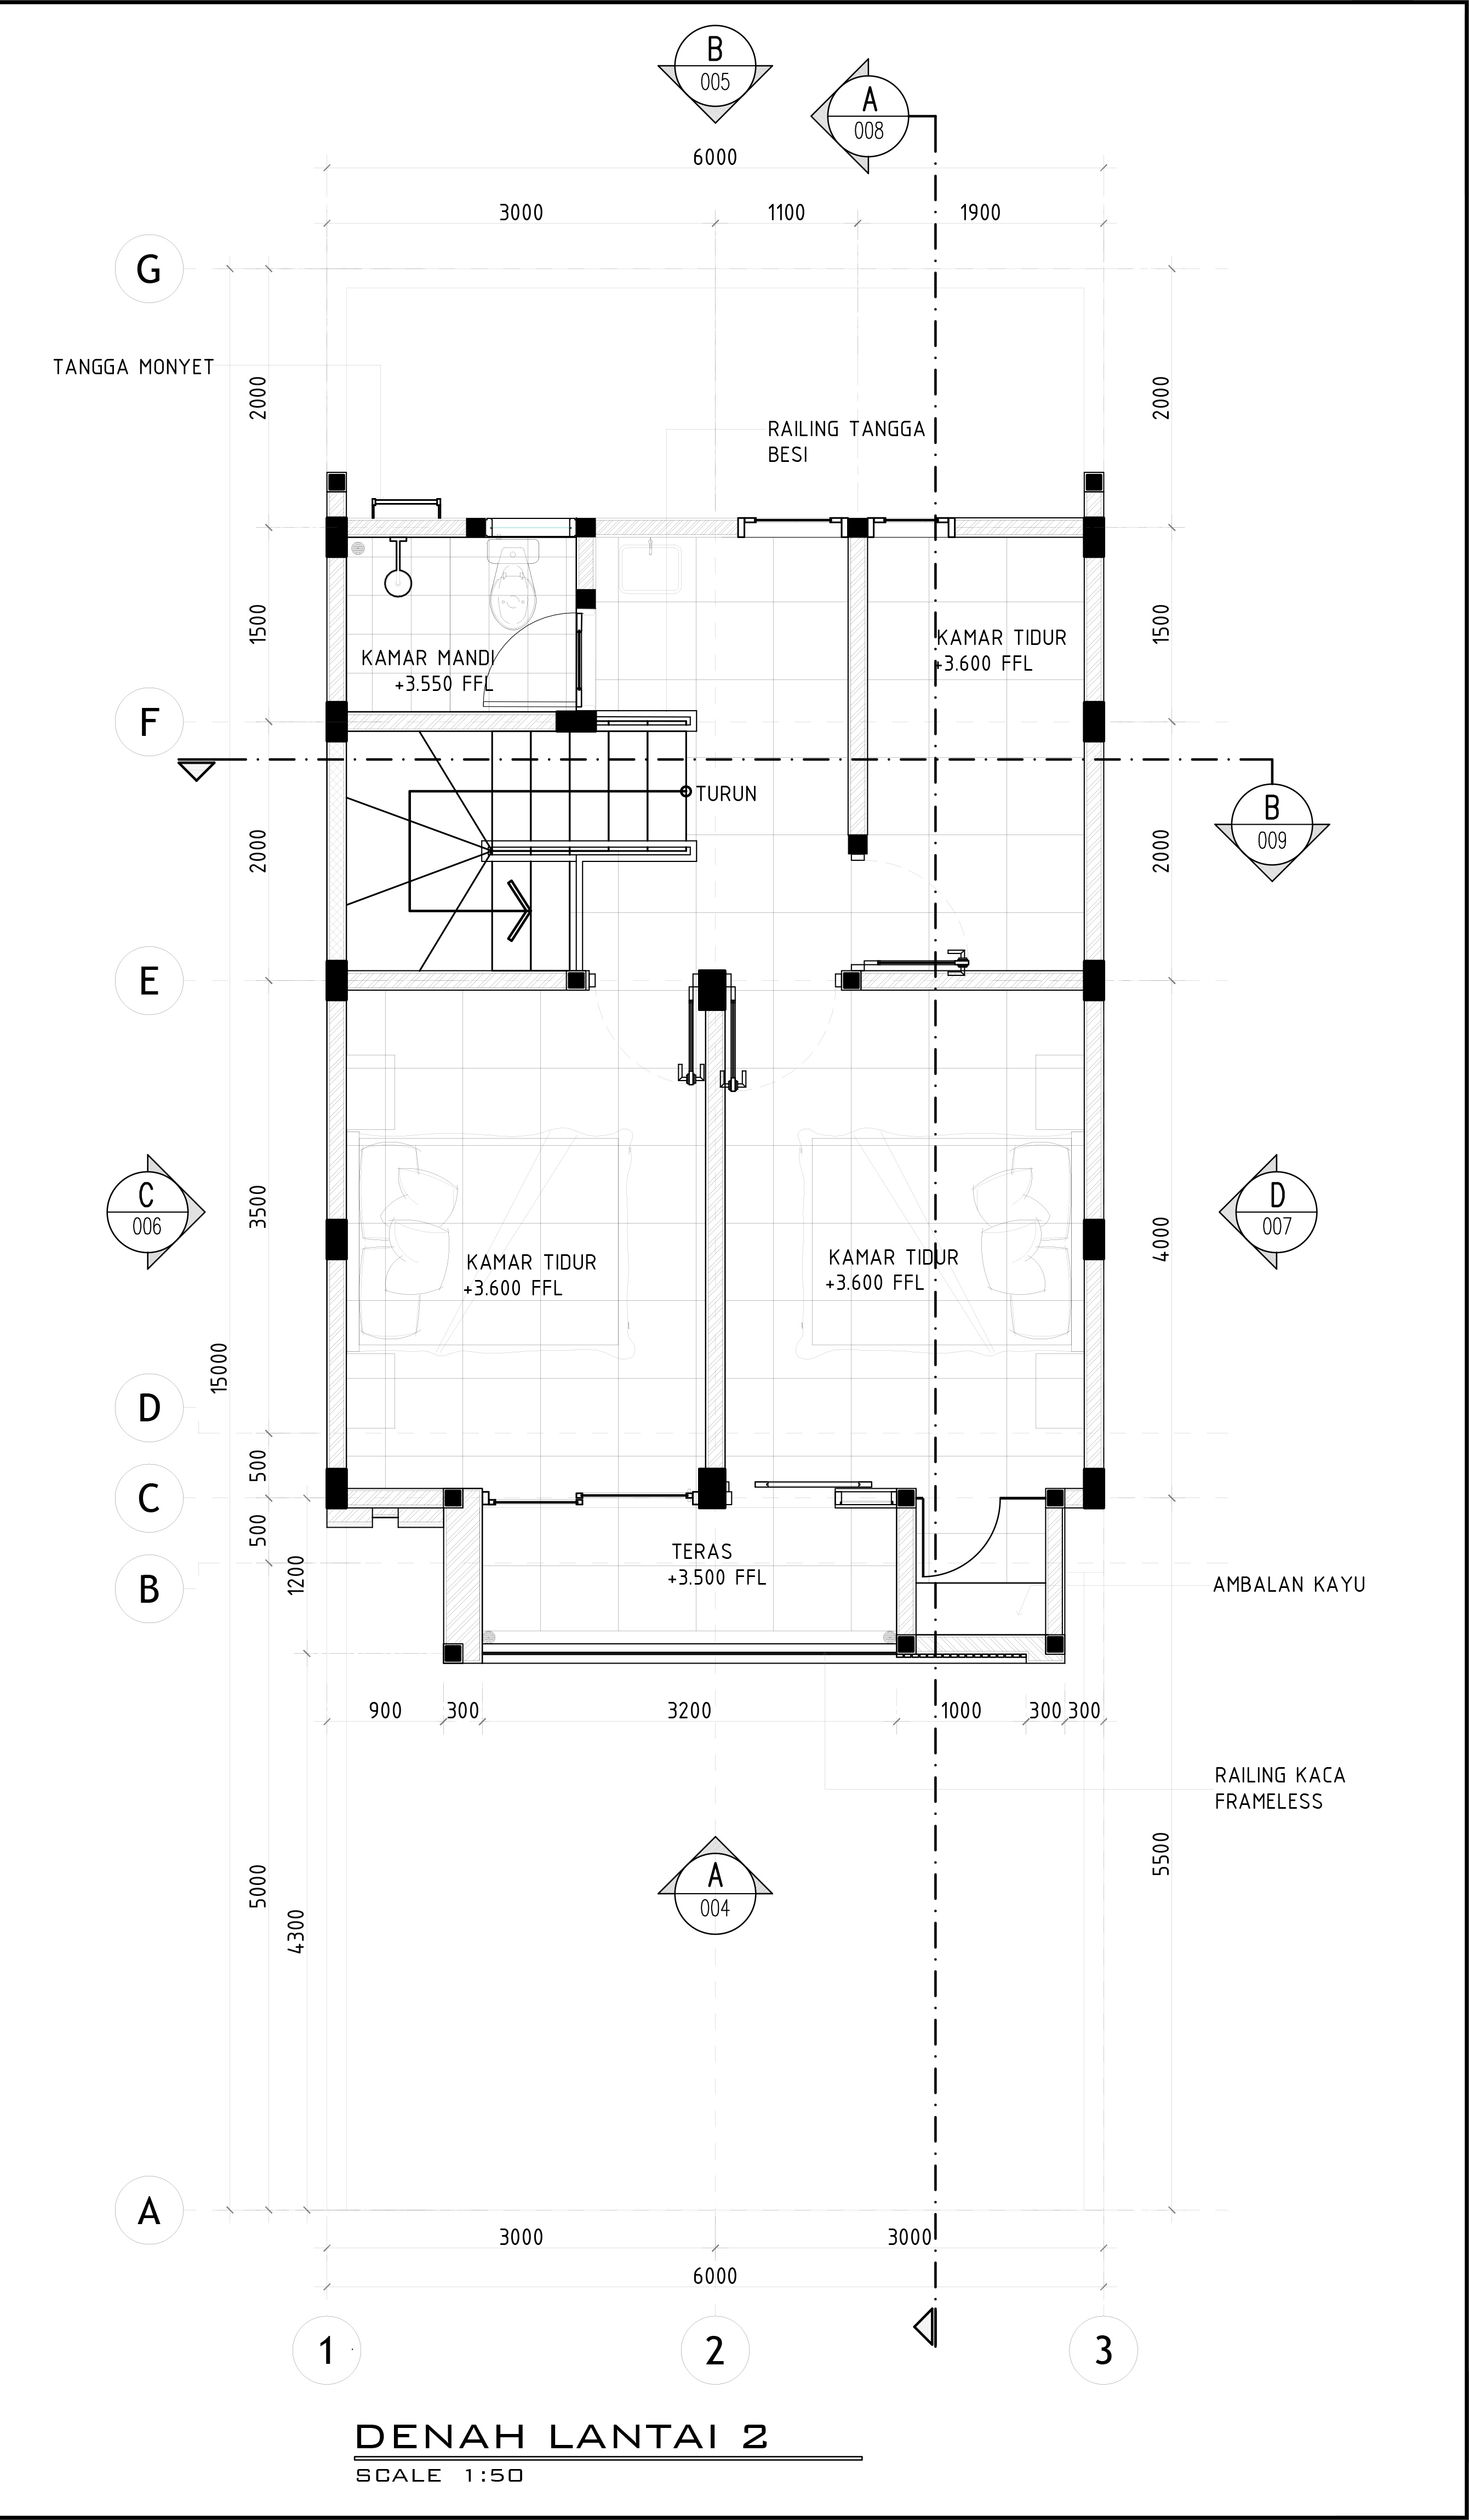 B
005
A
008
6000
3000
1100
1900
G
TANGGA MONYET
2000
2000
RAILING TANGGA
BESI
1500
KAMAR MANDI
+3.550 FFL
KAMAR TIDUR
+3.600 FFL
1500
F
TURUN
B
009
2000
2000
E
C
006
3500
KAMAR TIDUR
+3.600 FFL
KAMAR TIDUR
+3.600 FFL
D
007
4000
15000
D
500
C
500
TERAS
+3.500 FFL
1200
B
AMBALAN KAYU
900
300
3200
1000
300
300
RAILING KACA
FRAMELESS
A
004
5000
4300
5500
A
3000
3000
6000
1
2
3
DENAH LANTAI 2
SCALE 1:50